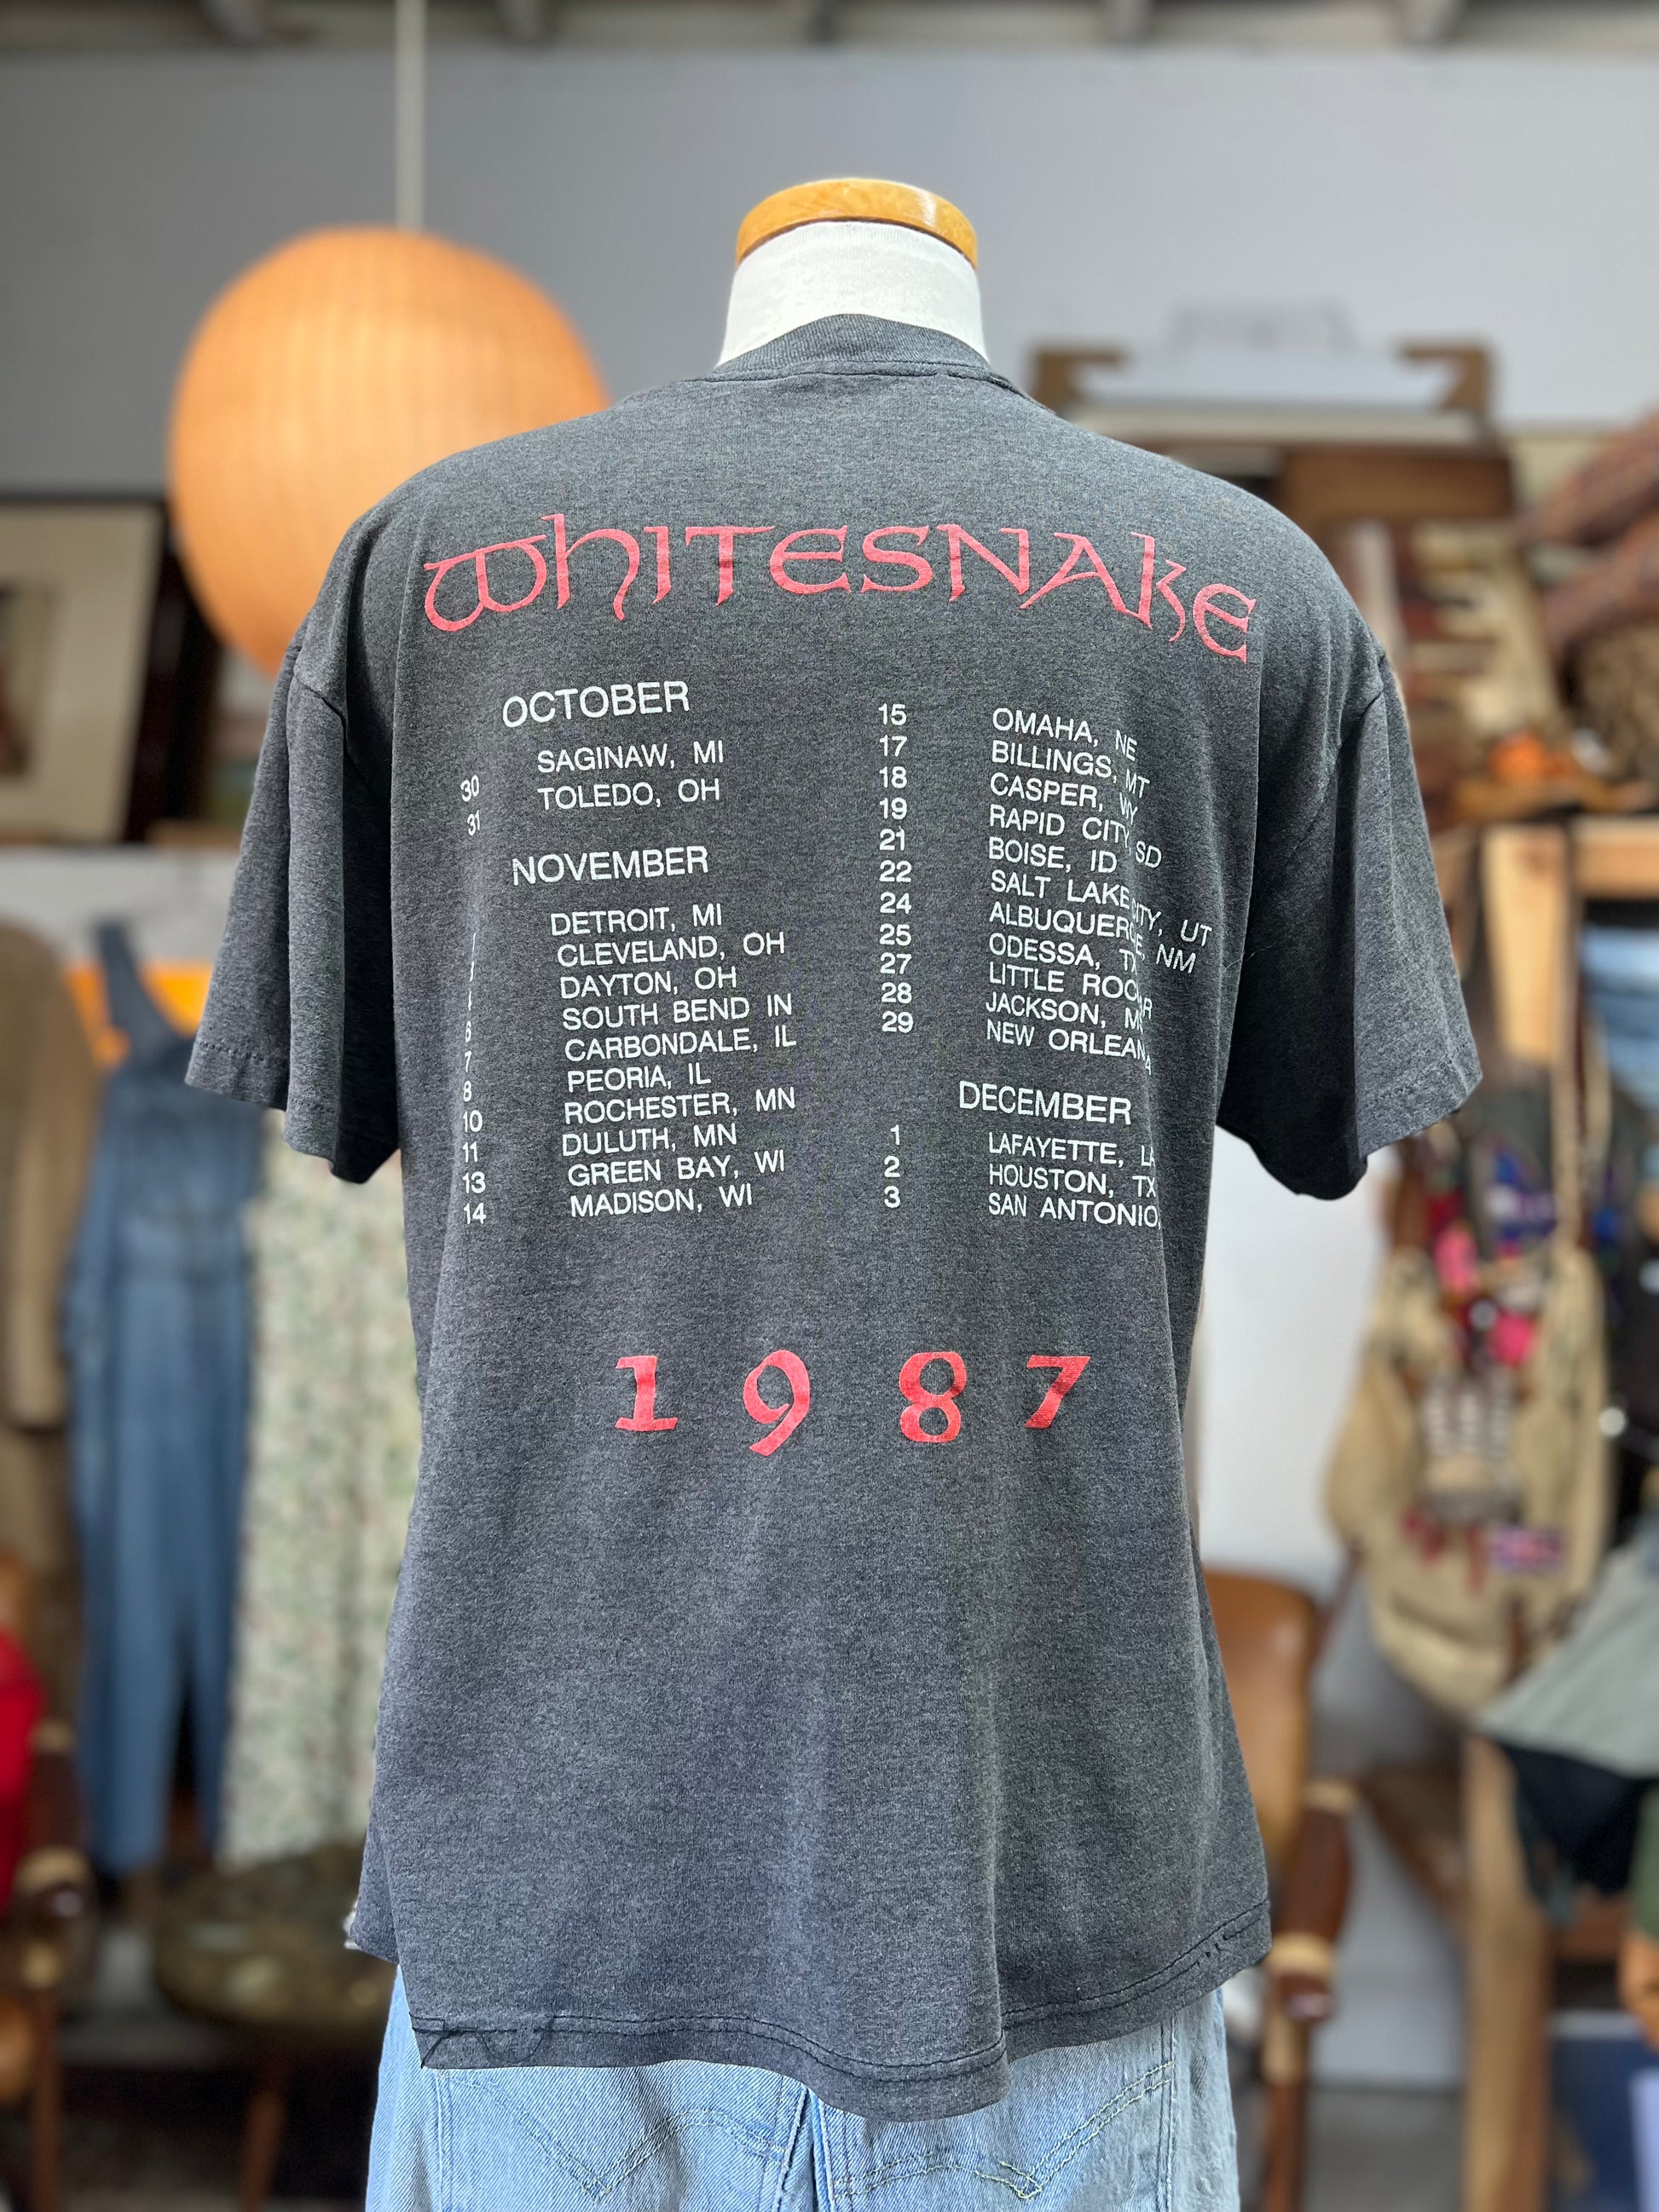 WHITESNAKE
OCTOBER
30 SAGINAW, MI
31 TOLEDO, OH
NOVEMBER
DETROIT, MI
CLEVELAND, OH
DAYTON, OH
6 SOUTH BEND IN
7 CARBONDALE, IL
8 PEORIA, IL
10 ROCHESTER, MN
11 DULUTH, MN
13 GREEN BAY, WI
14 MADISON, WI
15 OMAHA, NE
17 BILLINGS, MT
18 CASPER, WY
19 RAPID CITY SD
21 BOISE, ID
22 SALT LAKE CITY, UT
24 ALBUQUERQUE, NM
25 ODESSA, TX
27 LITTLE
28 JACKSON,
29 NEW
DECEMBER
1 LAFAYETTE, LA
2 HOUSTON, TX
3 SAN ANTONIO,
1987